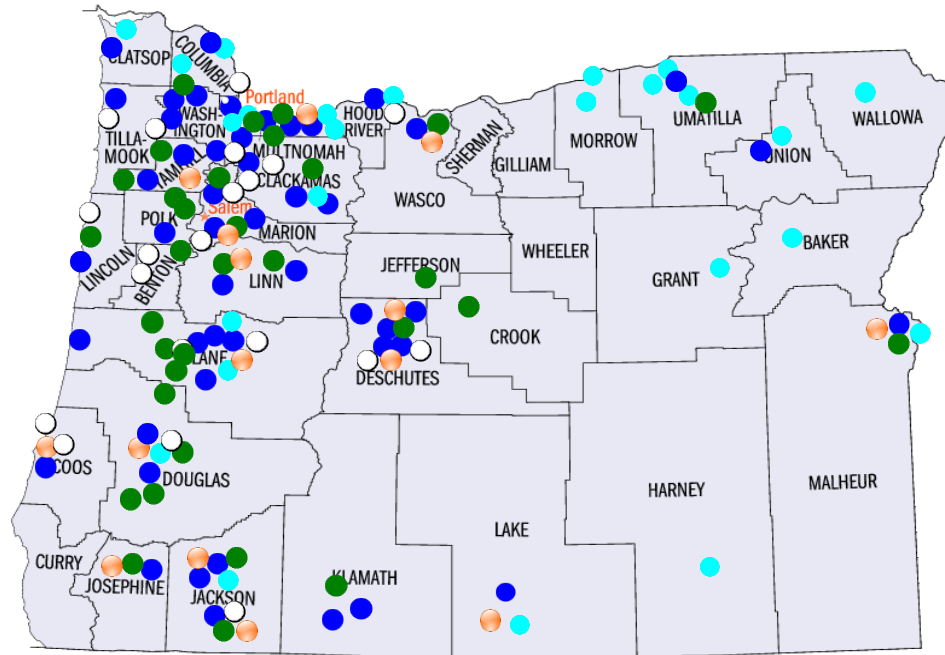 CLATSOP
COLUMBIA
Portland
WASH-
INGTON
HOOD
RIVER
TILLA-
MOOK
YAMHILL
MULTNOMAH
CLACKAMAS
SHERMAN
GILLIAM
MORROW
UMATILLA
UNION
WALLOWA
WASCO
Salem
POLK
MARION
LINCOLN
BENTON
LINN
JEFFERSON
WHEELER
GRANT
BAKER
CROOK
LANE
DESCHUTES
COOS
DOUGLAS
HARNEY
MALHEUR
LAKE
CURRY
JOSEPHINE
JACKSON
KLAMATH